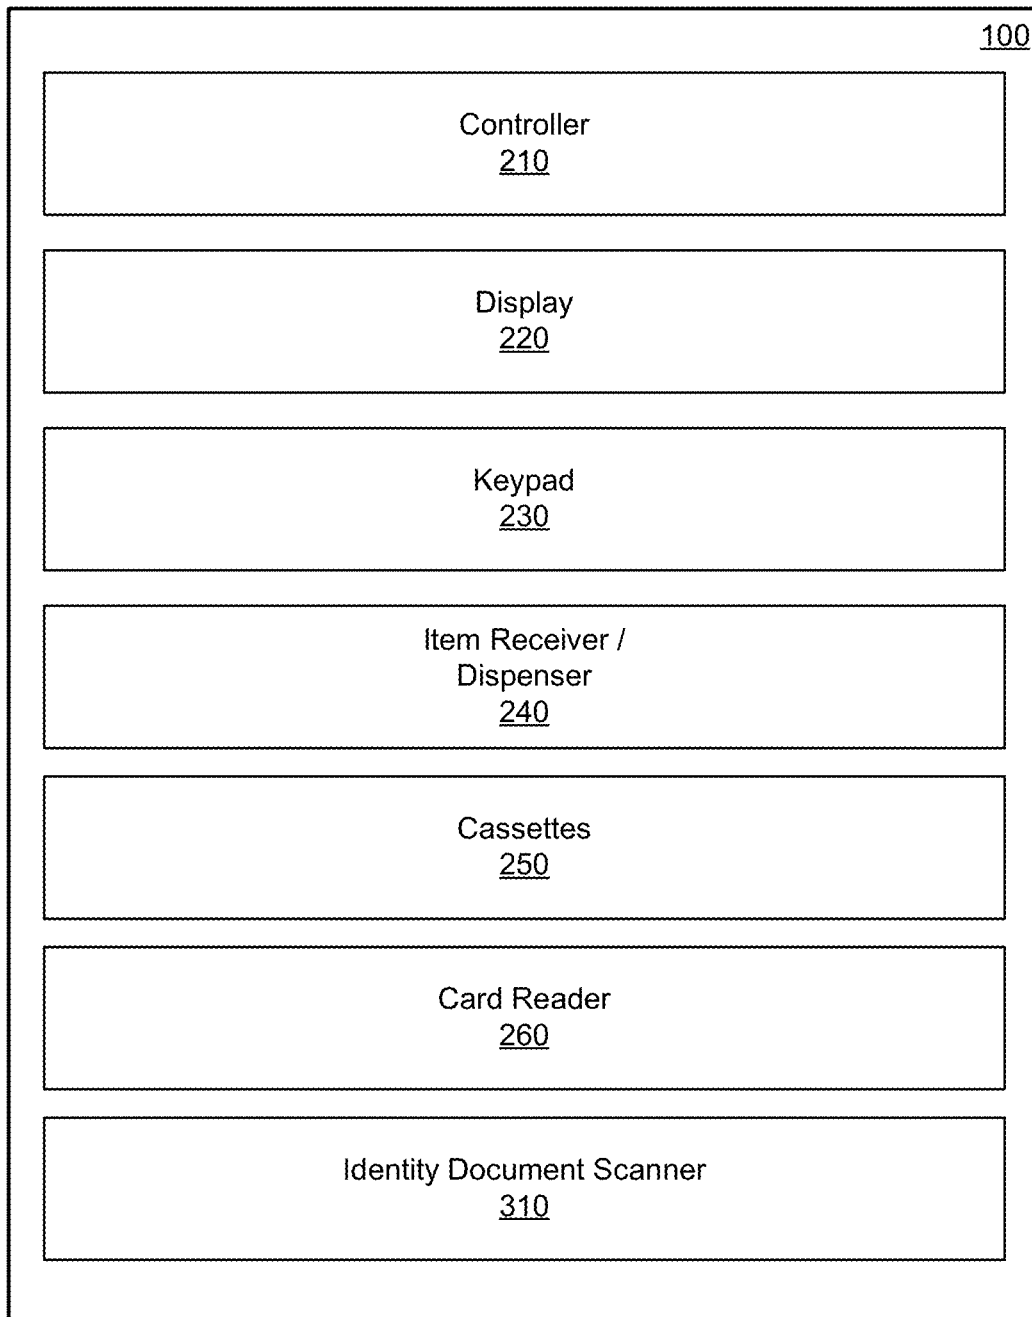 100
Controller
210
Display
220
Keypad
230
Item Receiver /
Dispenser
240
Cassettes
250
Card Reader
260
Identity Document Scanner
310